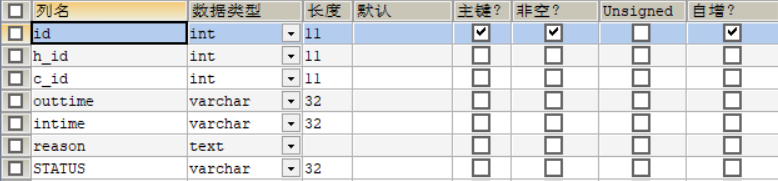 列名 数据类型 长度 默认 主键? 非空? Unsigned 自增?
id int 11
h_id int 11
c_id int 11
outtime varchar 32
intime varchar 32
reason text
STATUS varchar 32